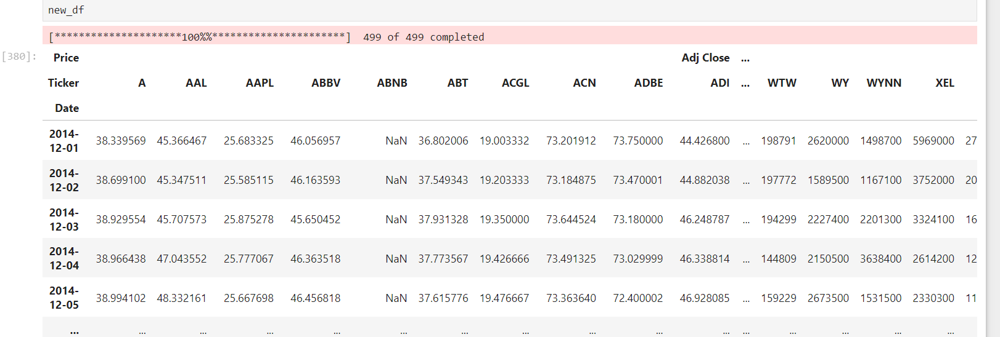 new_df
[*********************100%%**********************]  499 of 499 completed
[380]:
Price Adj Close ...
Ticker A AAL AAPL ABBV ABNB ABT ACGL ACN ADBE ADI ... WTW WY WYNN XEL
Date
2014-12-01 38.339569 45.366467 25.683325 46.056957 NaN 36.802006 19.003332 73.201912 73.750000 44.426800 ... 198791 2620000 1498700 5969000 27
2014-12-02 38.699100 45.347511 25.585115 46.163593 NaN 37.549343 19.203333 73.184875 73.470001 44.882038 ... 197772 1589500 1167100 3752000 20
2014-12-03 38.929554 45.707573 25.875278 45.650452 NaN 37.931328 19.350000 73.644524 73.180000 46.248787 ... 194299 2227400 2201300 3324100 16
2014-12-04 38.966438 47.043552 25.777067 46.363518 NaN 37.773567 19.426666 73.491325 73.029999 46.338814 ... 144809 2150500 3638400 2614200 12
2014-12-05 38.994102 48.332161 25.667698 46.456818 NaN 37.615776 19.476667 73.363640 72.400002 46.928085 ... 159229 2673500 1531500 2330300 11
... ... ... ... ... ... ... ... ... ... ... ... ... ... ... ...